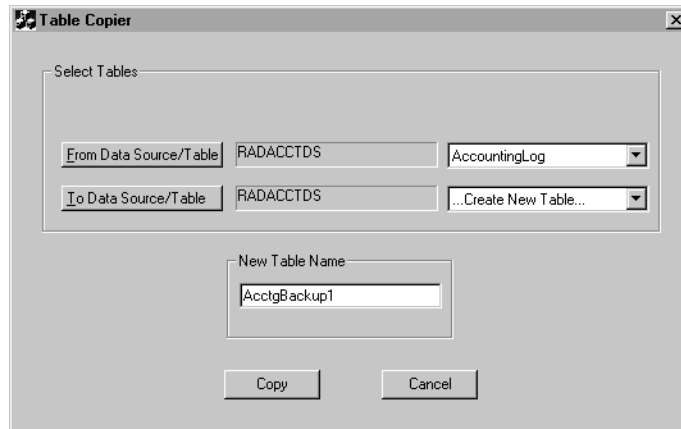 Table Copier
Select Tables
From Data Source/Table RADACCTDS AccountingLog
To Data Source/Table RADACCTDS ...Create New Table...
New Table Name
AcctgBackup1
Copy Cancel